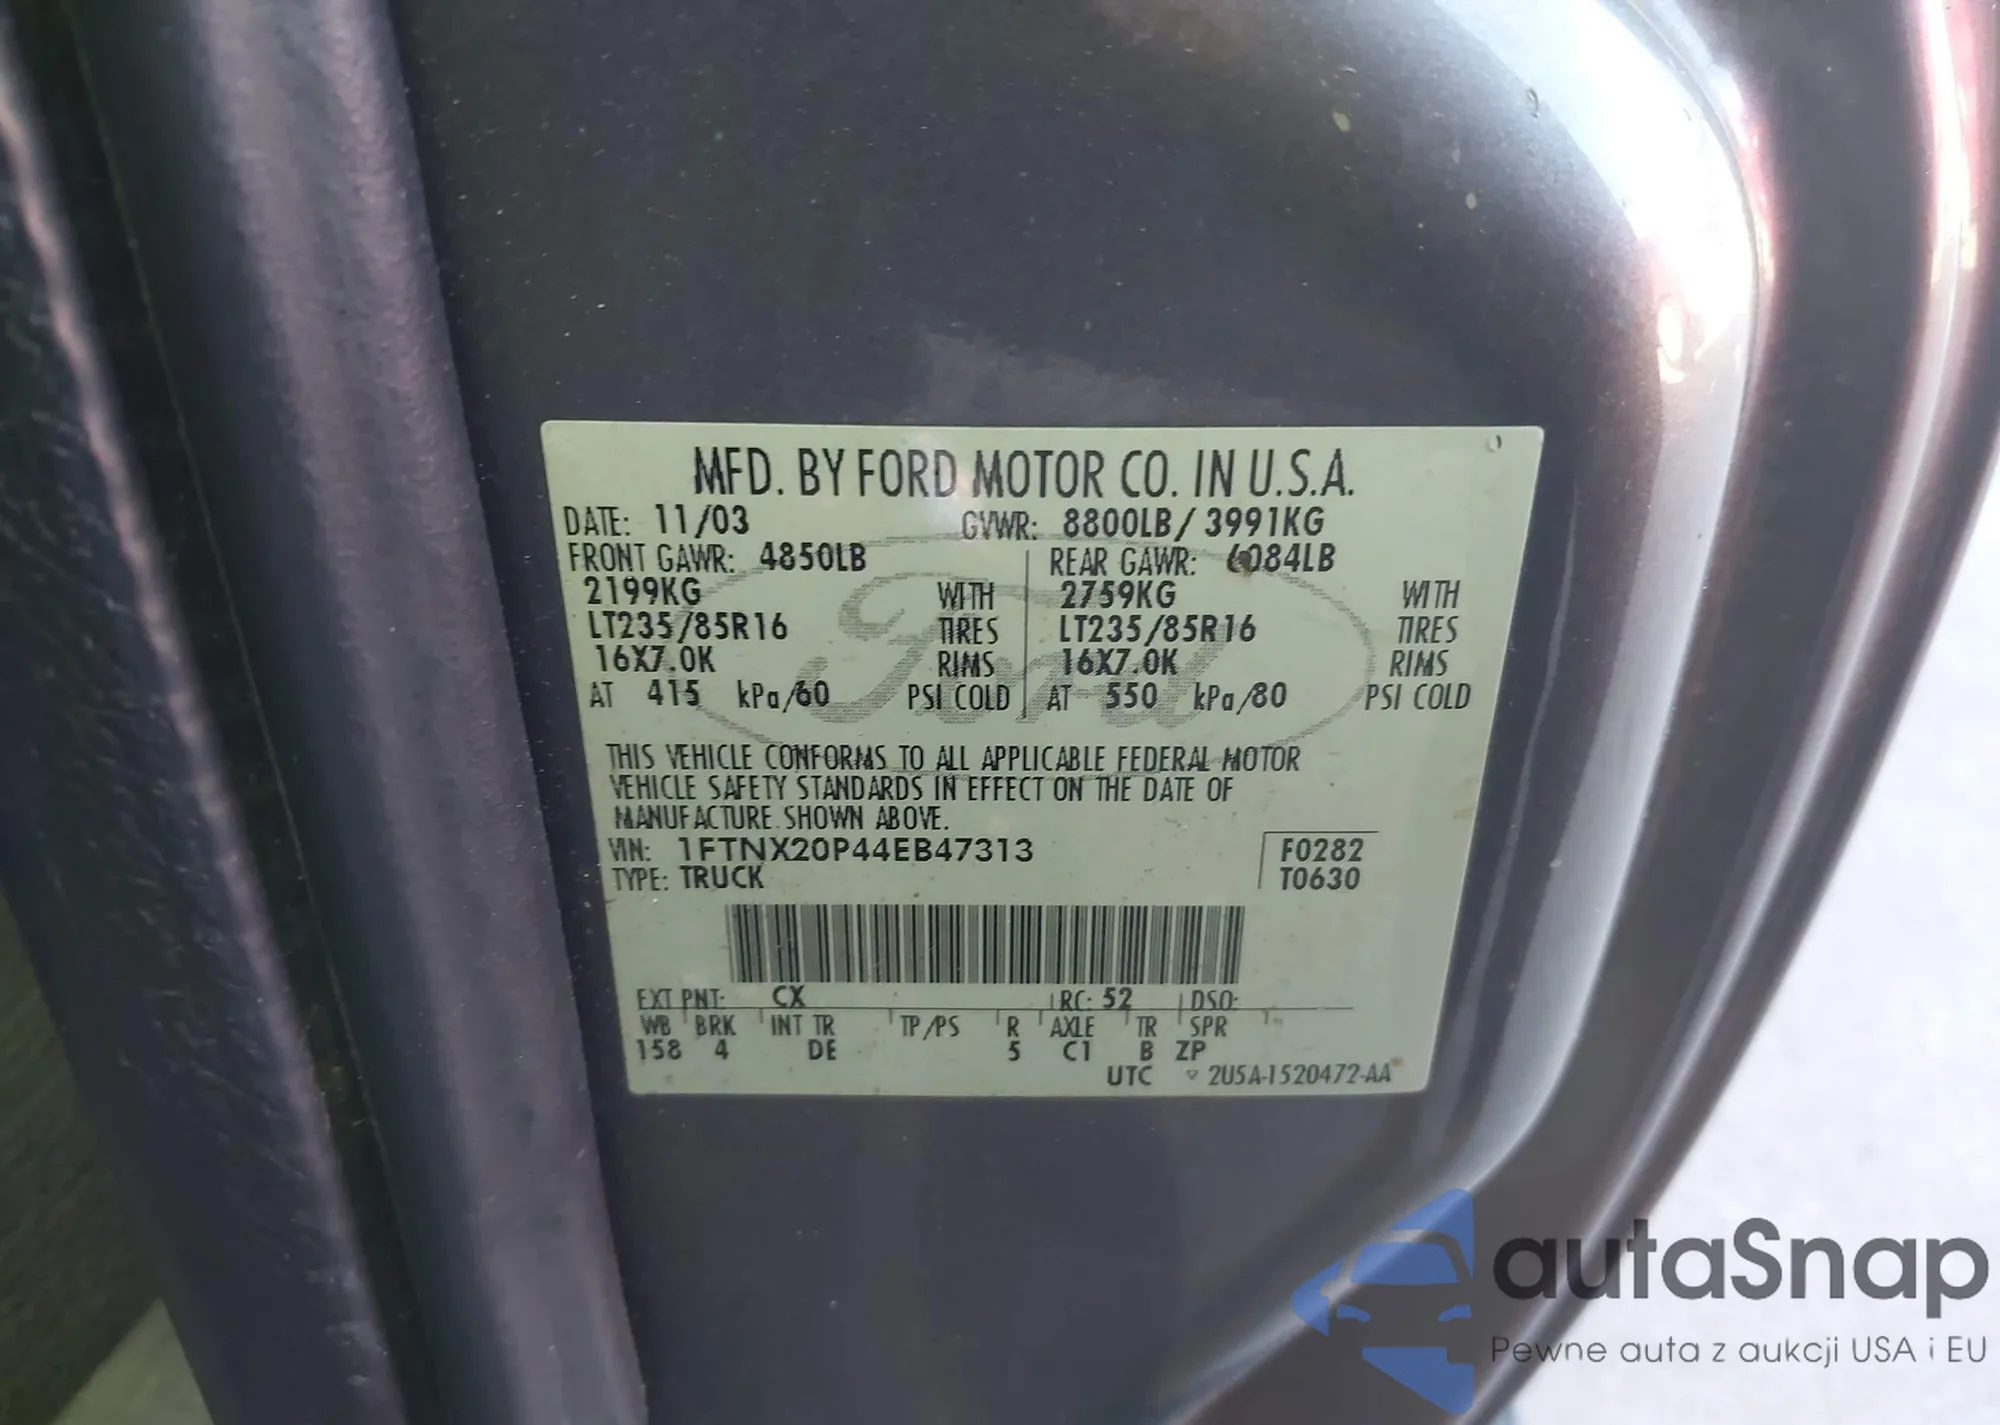 MFD. BY FORD MOTOR CO. IN U.S.A.
DATE: 11/03 GVWR: 8800LB / 3991KG
FRONT GAWR: 4850LB REAR GAWR: 6084LB
2199KG WITH 2759KG WITH
LT235/85R16 TIRES LT235/85R16 TIRES
16X7.0K RIMS 16X7.0K RIMS
AT 415 kPa/60 PSI COLD AT 550 kPa/80 PSI COLD
Ford
THIS VEHICLE CONFORMS TO ALL APPLICABLE FEDERAL MOTOR
VEHICLE SAFETY STANDARDS IN EFFECT ON THE DATE OF
MANUFACTURE SHOWN ABOVE.
VIN: 1FTNX20P44EB47313 F0282
TYPE: TRUCK T0630
EXT PNT: CX RC: 52 DSO:
WB BRK INT TR TP/PS R AXLE TR SPR
158 4 DE 5 C1 B ZP
UTC ▽ 2U5A-1520472-AA
autaSnap
Pewne auta z aukcji USA i EU